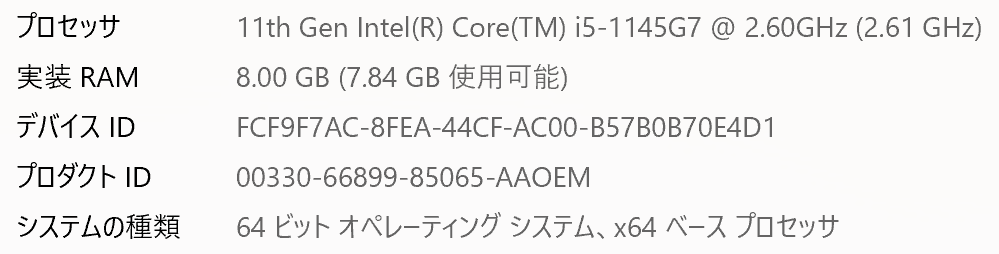 プロセッサ 11th Gen Intel(R) Core(TM) i5-1145G7 @ 2.60GHz (2.61 GHz)
実装 RAM 8.00 GB (7.84 GB 使用可能)
デバイス ID FCF9F7AC-8FEA-44CF-AC00-B57B0B70E4D1
プロダクト ID 00330-66899-85065-AAOEM
システムの種類 64 ビット オペレーティング システム、x64 ベース プロセッサ